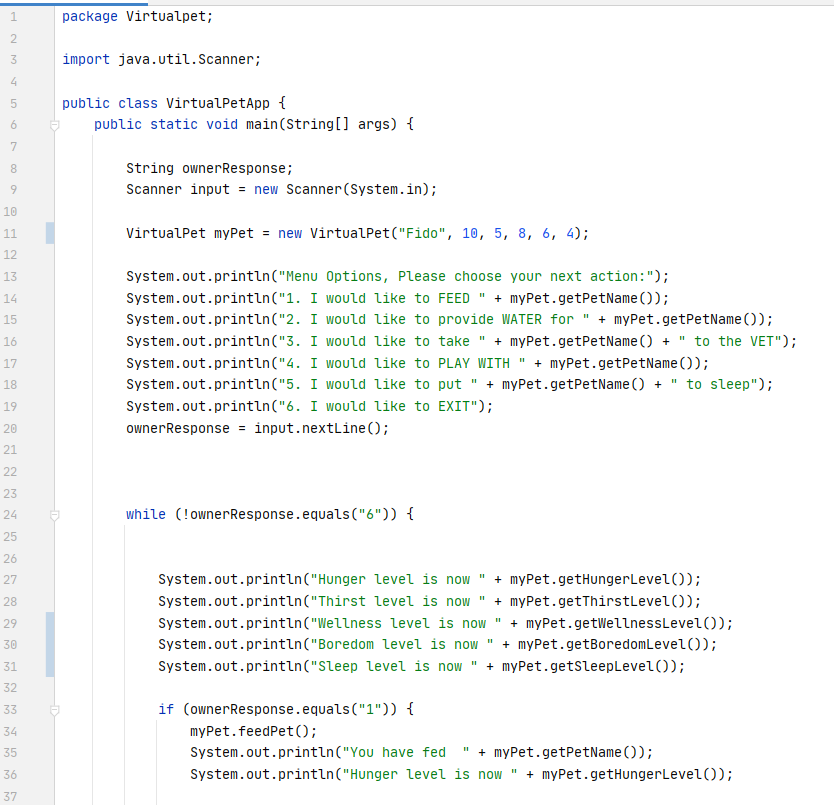 1 package Virtualpet;
2
3 import java.util.Scanner;
4
5 public class VirtualPetApp {
6     public static void main(String[] args) {
7
8         String ownerResponse;
9         Scanner input = new Scanner(System.in);
10
11         VirtualPet myPet = new VirtualPet("Fido", 10, 5, 8, 6, 4);
12
13         System.out.println("Menu Options, Please choose your next action:");
14         System.out.println("1. I would like to FEED " + myPet.getPetName());
15         System.out.println("2. I would like to provide WATER for " + myPet.getPetName());
16         System.out.println("3. I would like to take " + myPet.getPetName() + " to the VET");
17         System.out.println("4. I would like to PLAY WITH " + myPet.getPetName());
18         System.out.println("5. I would like to put " + myPet.getPetName() + " to sleep");
19         System.out.println("6. I would like to EXIT");
20         ownerResponse = input.nextLine();
21
22
23
24         while (!ownerResponse.equals("6")) {
25
26
27             System.out.println("Hunger level is now " + myPet.getHungerLevel());
28             System.out.println("Thirst level is now " + myPet.getThirstLevel());
29             System.out.println("Wellness level is now " + myPet.getWellnessLevel());
30             System.out.println("Boredom level is now " + myPet.getBoredomLevel());
31             System.out.println("Sleep level is now " + myPet.getSleepLevel());
32
33             if (ownerResponse.equals("1")) {
34                 myPet.feedPet();
35                 System.out.println("You have fed  " + myPet.getPetName());
36                 System.out.println("Hunger level is now " + myPet.getHungerLevel());
37